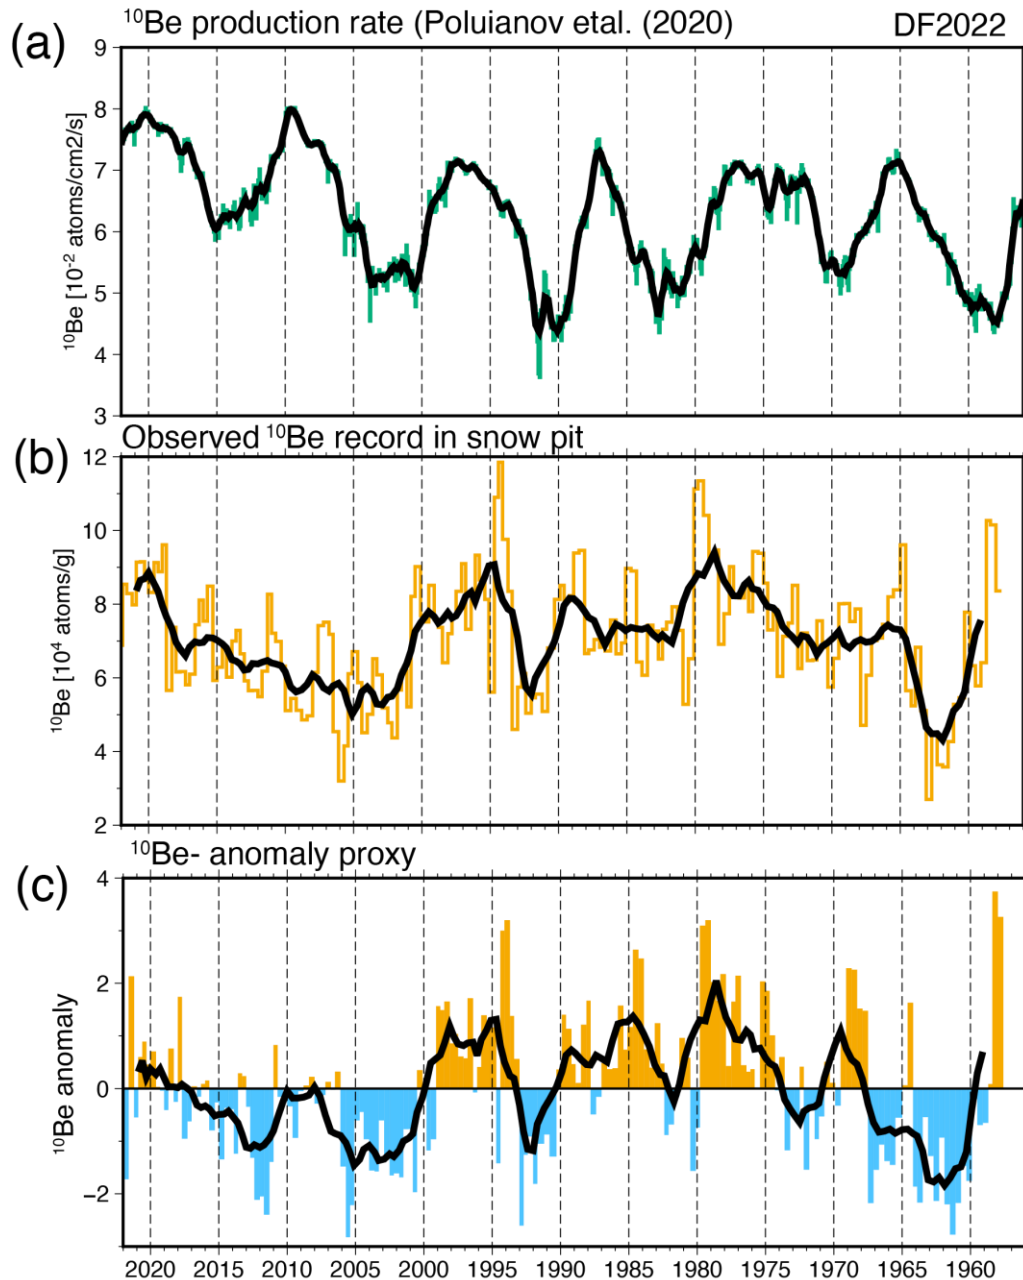 (a)
¹⁰Be production rate (Poluianov etal. (2020) DF2022
¹⁰Be [10⁻² atoms/cm2/s]
9
8
7
6
5
4
3
(b)
Observed ¹⁰Be record in snow pit
¹⁰Be [10⁴ atoms/g]
12
10
8
6
4
2
(c)
¹⁰Be- anomaly proxy
¹⁰Be anomaly
4
2
0
−2
2020 2015 2010 2005 2000 1995 1990 1985 1980 1975 1970 1965 1960